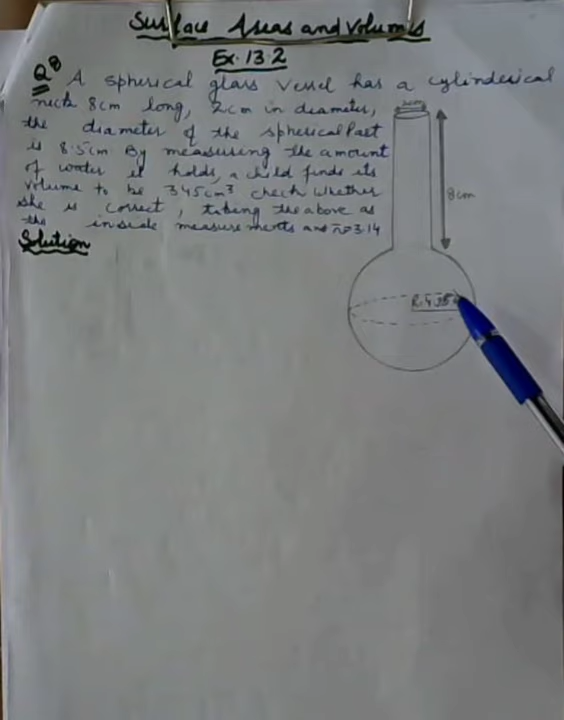 Surface Areas and Volumes
Ex. 13.2
Q8 A spherical glass vessel has a cylinderical
neck 8cm long, 2cm in diameter,
the diameter of the spherical Part
is 8.5cm By measuring the amount
of water it holds, a child finds its
volume to be 345cm³ check whether
she is correct, taking the above as
the inside measurements and π=3.14
Solution
8cm